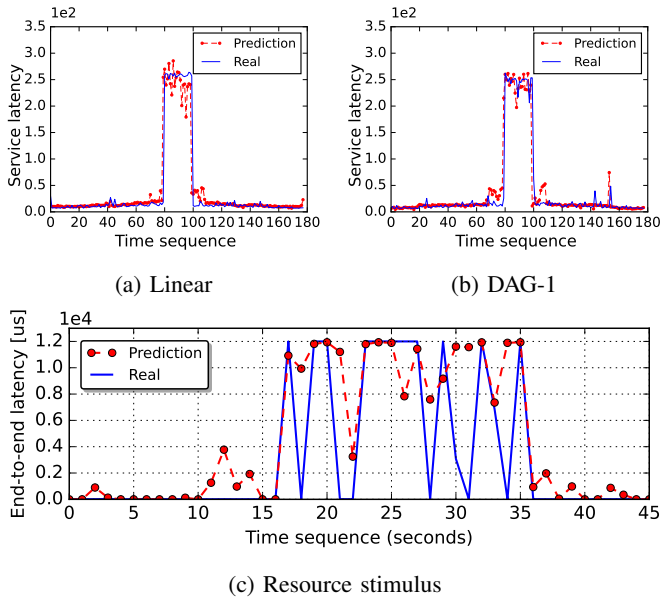 1e2
3.5
3.0
2.5
2.0
1.5
1.0
0.5
0.0
Service latency
Prediction
Real
0 20 40 60 80 100 120 140 160 180
Time sequence
(a) Linear
1e2
3.5
3.0
2.5
2.0
1.5
1.0
0.5
0.0
Service latency
Prediction
Real
0 20 40 60 80 100 120 140 160 180
Time sequence
(b) DAG-1
1e4
1.2
1.0
0.8
0.6
0.4
0.2
0.0
End-to-end latency [us]
Prediction
Real
0 5 10 15 20 25 30 35 40 45
Time sequence (seconds)
(c) Resource stimulus